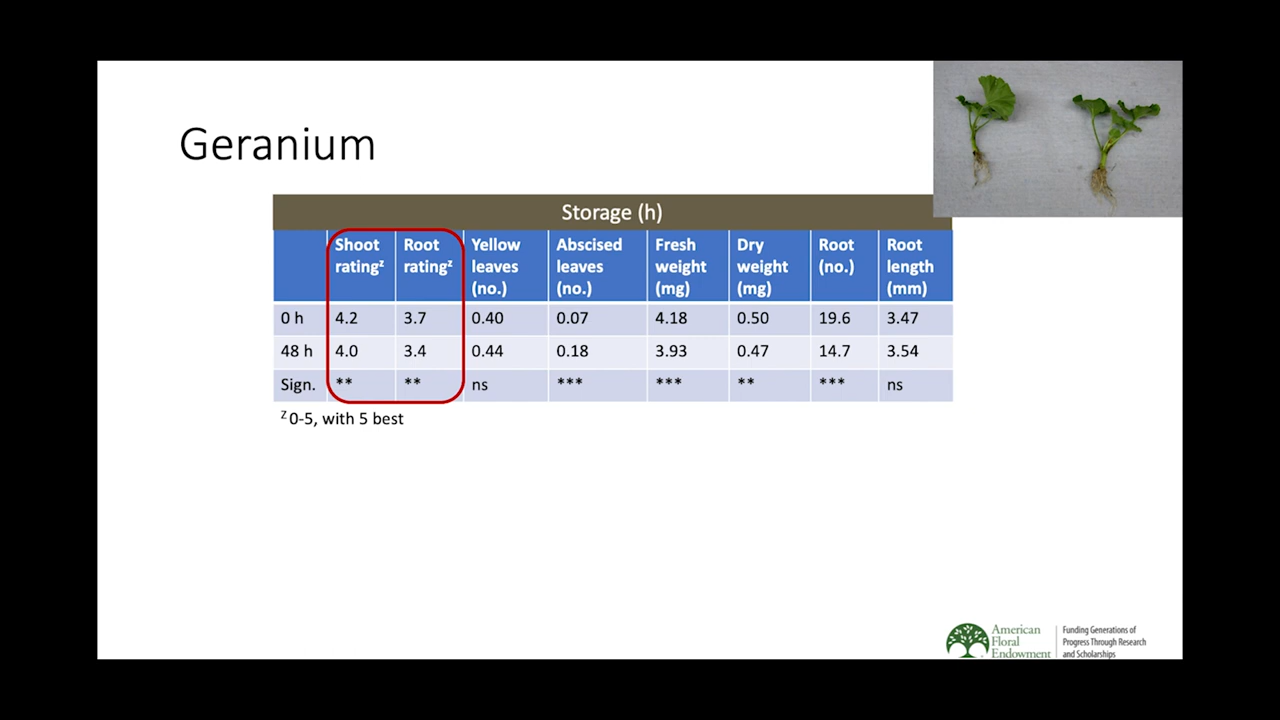 Geranium
Storage (h)
Shoot ratingᶻ Root ratingᶻ Yellow leaves (no.) Abscised leaves (no.) Fresh weight (mg) Dry weight (mg) Root (no.) Root length (mm)
0 h 4.2 3.7 0.40 0.07 4.18 0.50 19.6 3.47
48 h 4.0 3.4 0.44 0.18 3.93 0.47 14.7 3.54
Sign. ** ** ns *** *** ** *** ns
ᶻ 0-5, with 5 best
American
Floral
Endowment
Funding Generations of
Progress Through Research
and Scholarships